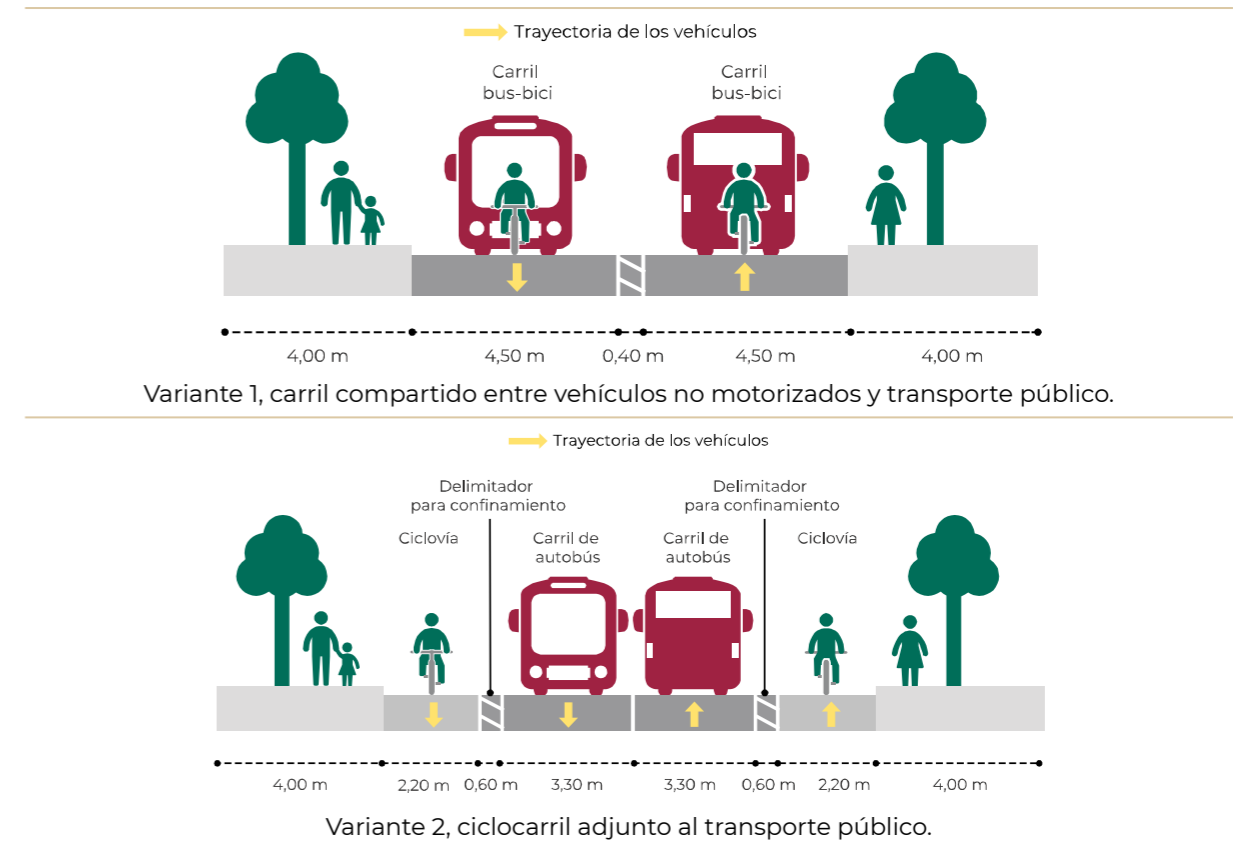 Trayectoria de los vehículos
Carril
bus-bici
Carril
bus-bici
4,00 m
4,50 m
0,40 m
4,50 m
4,00 m
Variante 1, carril compartido entre vehículos no motorizados y transporte público.
Trayectoria de los vehículos
Delimitador
para confinamiento
Delimitador
para confinamiento
Ciclovía
Carril de
autobús
Carril de
autobús
Ciclovía
4,00 m
2,20 m
0,60 m
3,30 m
3,30 m
0,60 m
2,20 m
4,00 m
Variante 2, ciclocarril adjunto al transporte público.